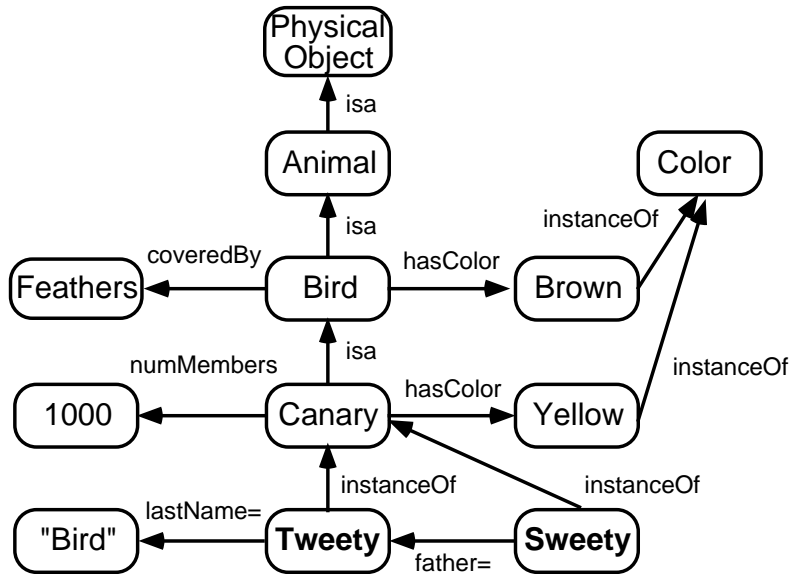 Physical
Object
isa
Animal
Color
isa
instanceOf
coveredBy
hasColor
Feathers
Bird
Brown
isa
numMembers
hasColor
instanceOf
1000
Canary
Yellow
instanceOf
instanceOf
lastName=
"Bird"
Tweety
father=
Sweety